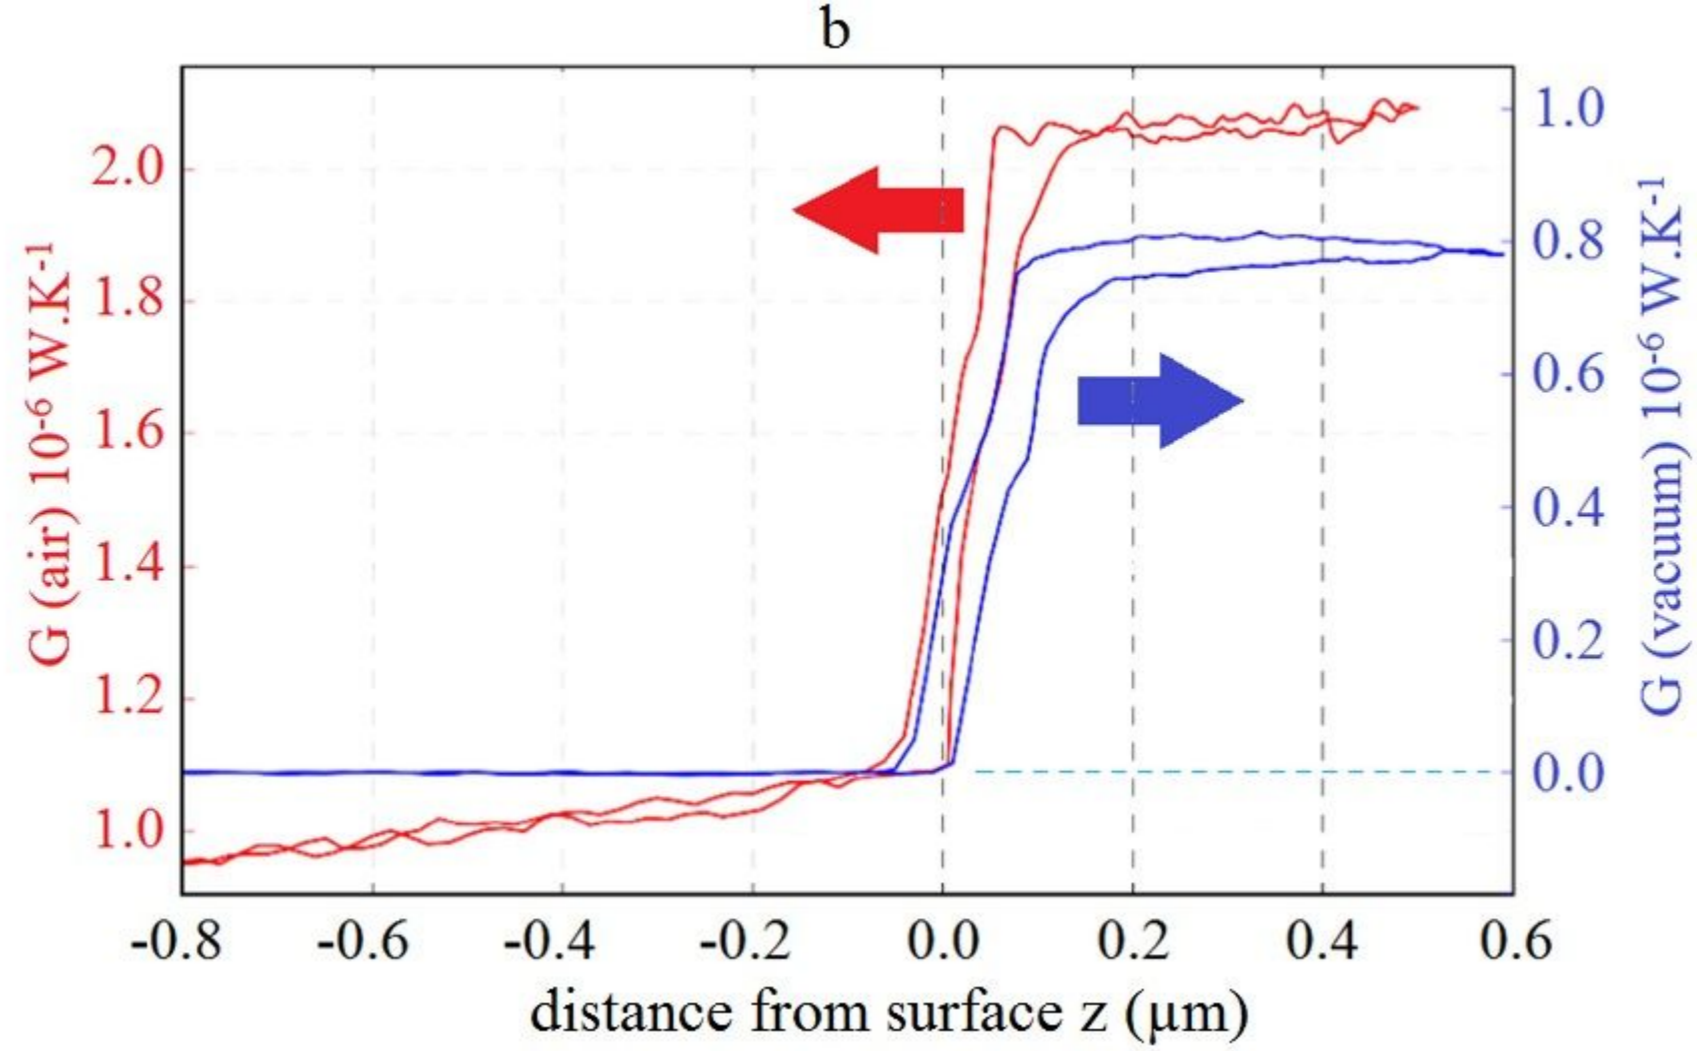 b
G (air) 10⁻⁶ W.K⁻¹
2.0
1.8
1.6
1.4
1.2
1.0
1.0
0.8
0.6
0.4
0.2
0.0
G (vacuum) 10⁻⁶ W.K⁻¹
-0.8 -0.6 -0.4 -0.2 0.0 0.2 0.4 0.6
distance from surface z (µm)